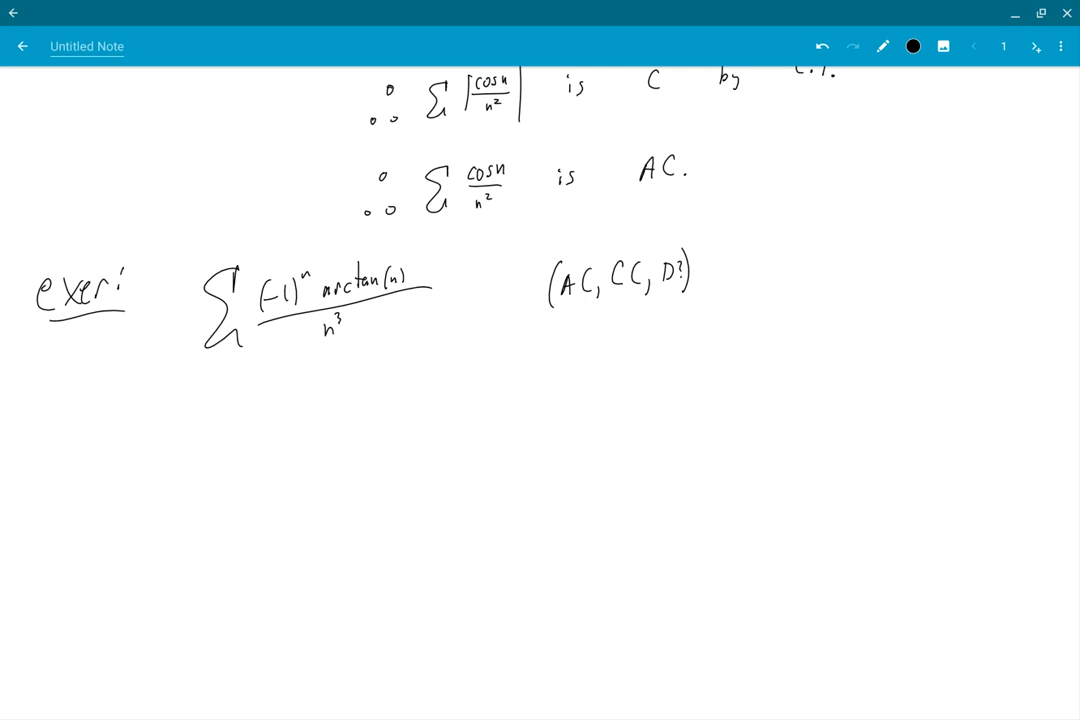 Untitled Note
1
∴ Σ |cos n / n²| is C by C.T.
∴ Σ cos n / n² is AC.
exer: Σ (-1)ⁿ arctan(n) / n³ (AC, CC, D?)